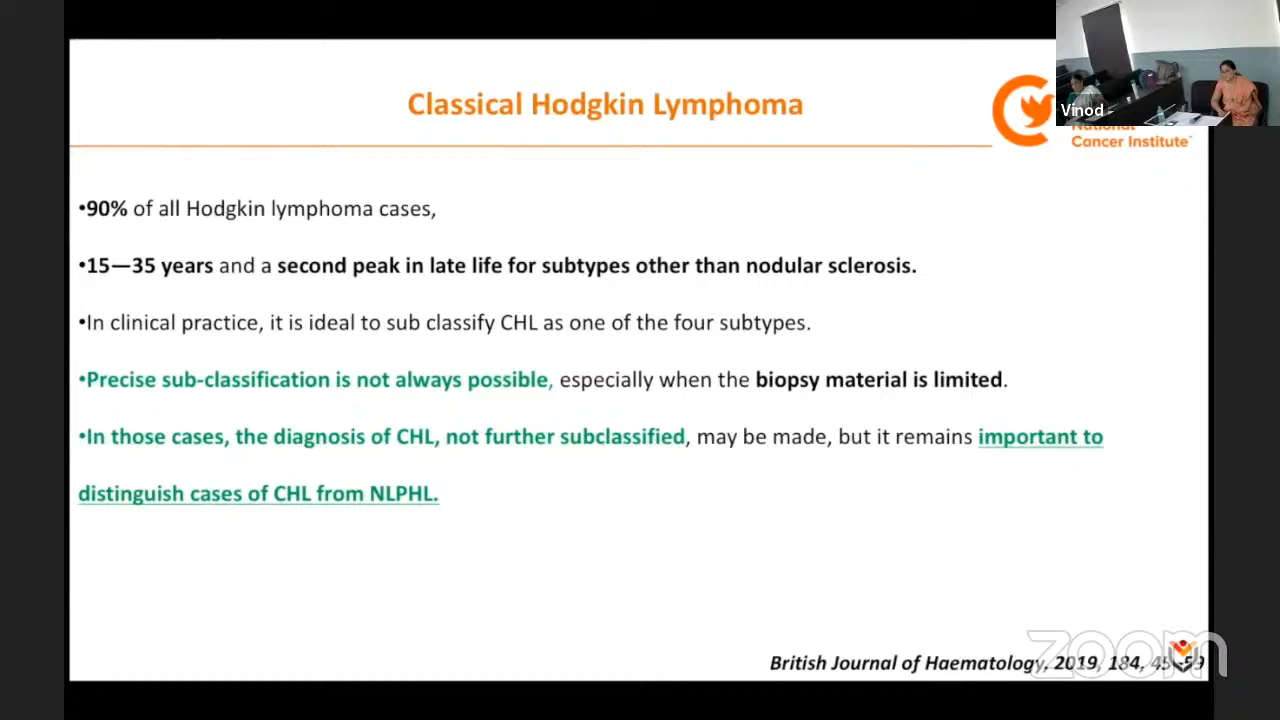 Classical Hodgkin Lymphoma
Vinod
Cancer Institute
•90% of all Hodgkin lymphoma cases,
•15—35 years and a second peak in late life for subtypes other than nodular sclerosis.
•In clinical practice, it is ideal to sub classify CHL as one of the four subtypes.
•Precise sub-classification is not always possible, especially when the biopsy material is limited.
•In those cases, the diagnosis of CHL, not further subclassified, may be made, but it remains important to
distinguish cases of CHL from NLPHL.
British Journal of Haematology, 2019, 184,
zoom